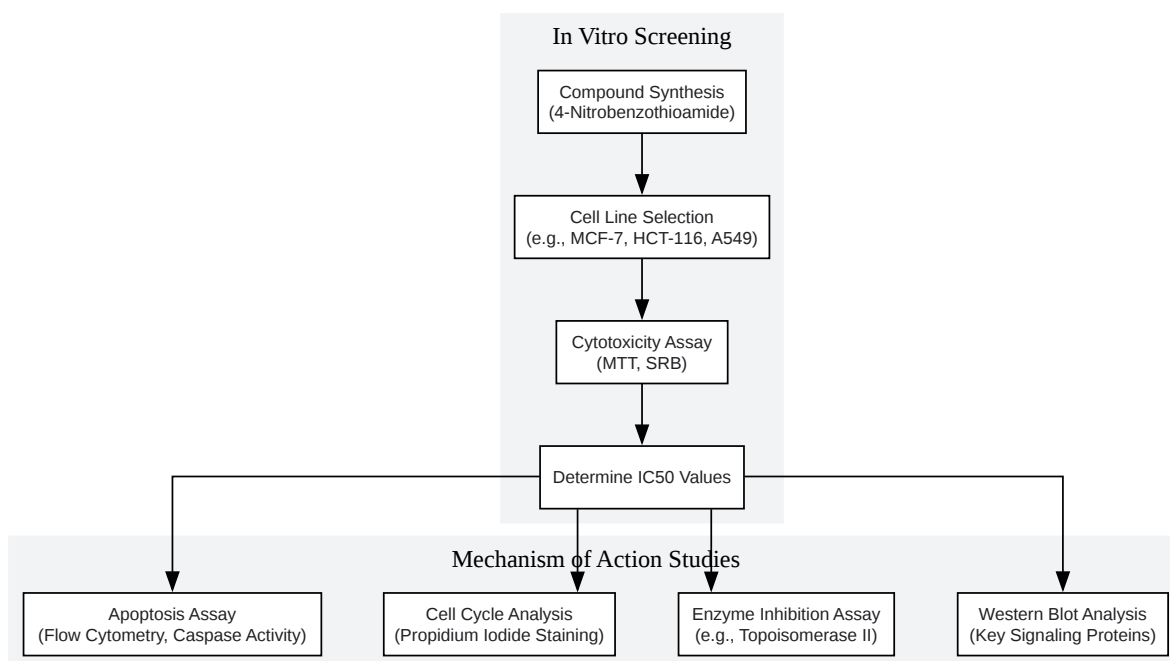 In Vitro Screening
Compound Synthesis
(4-Nitrobenzothioamide)
Cell Line Selection
(e.g., MCF-7, HCT-116, A549)
Cytotoxicity Assay
(MTT, SRB)
Determine IC50 Values
Mechanism of Action Studies
Apoptosis Assay
(Flow Cytometry, Caspase Activity)
Cell Cycle Analysis
(Propidium Iodide Staining)
Enzyme Inhibition Assay
(e.g., Topoisomerase II)
Western Blot Analysis
(Key Signaling Proteins)